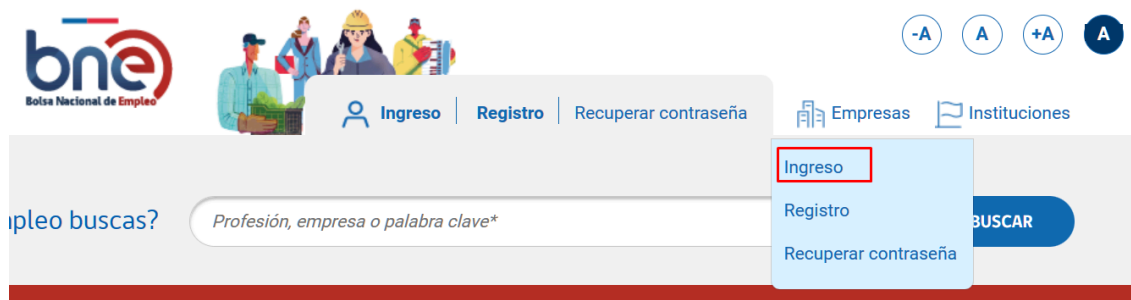 -A A +A A
bne
Bolsa Nacional de Empleo
Ingreso Registro Recuperar contraseña Empresas Instituciones
Ingreso
Registro
buscas? Profesión, empresa o palabra clave* BUSCAR
Recuperar contraseña